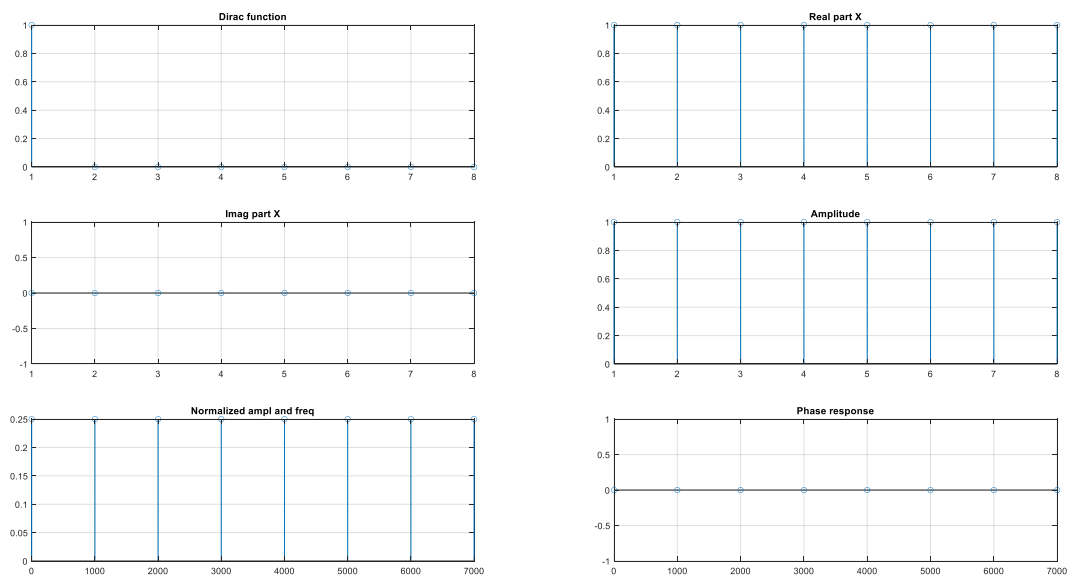 Dirac function
1
0.8
0.6
0.4
0.2
0
1 2 3 4 5 6 7 8
Real part X
1
0.8
0.6
0.4
0.2
0
1 2 3 4 5 6 7 8
Imag part X
1
0.5
0
-0.5
-1
1 2 3 4 5 6 7 8
Amplitude
1
0.8
0.6
0.4
0.2
0
1 2 3 4 5 6 7 8
Normalized ampl and freq
0.25
0.2
0.15
0.1
0.05
0
0 1000 2000 3000 4000 5000 6000 7000
Phase response
1
0.5
0
-0.5
-1
0 1000 2000 3000 4000 5000 6000 7000